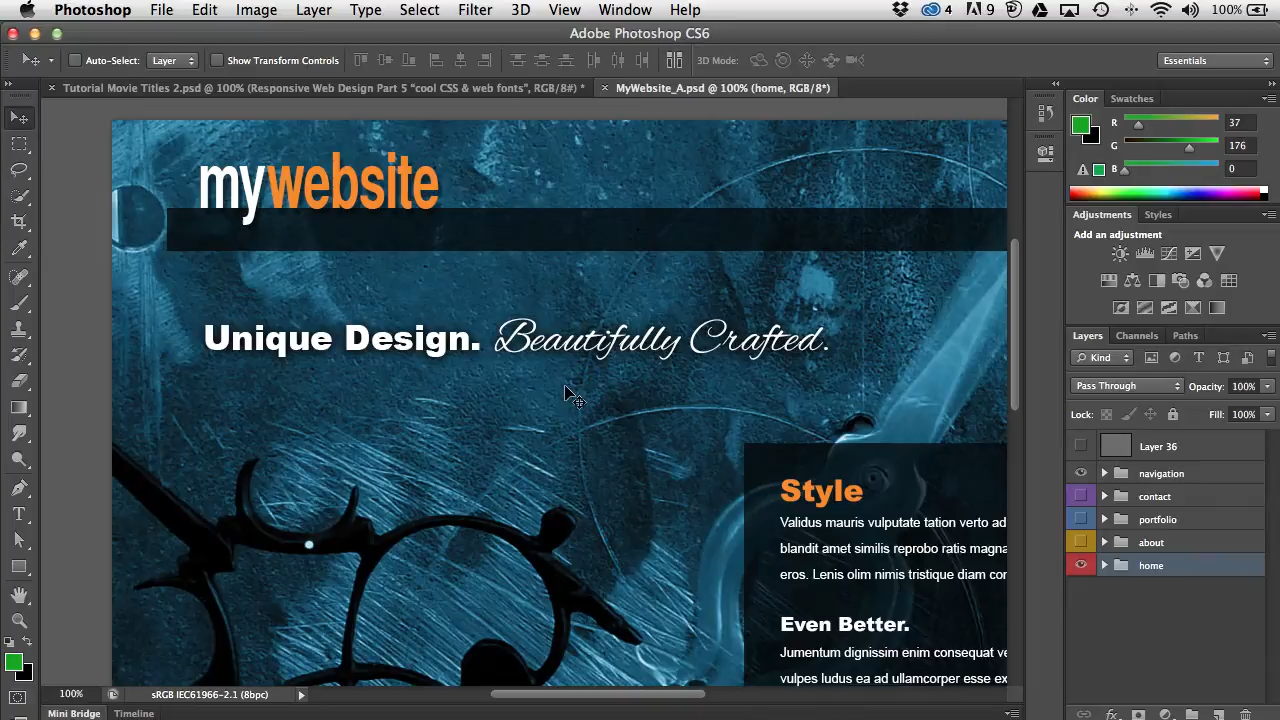 Photoshop File Edit Image Layer Type Select Filter 3D View Window Help 4 9 100%
Adobe Photoshop CS6
Auto-Select: Layer Show Transform Controls 3D Mode: Essentials
× Tutorial Movie Titles 2.psd @ 100% (Responsive Web Design Part 5 "cool CSS & web fonts", RGB/8#) * × MyWebsite_A.psd @ 100% (home, RGB/8*)
Color Swatches
R 37
G 176
B 0
mywebsite
Adjustments Styles
Add an adjustment
Unique Design. Beautifully Crafted.
Layers Channels Paths
Kind
Pass Through Opacity: 100%
Lock: Fill: 100%
Layer 36
navigation
contact
portfolio
about
home
Style
Validus mauris vulputate tation verto ad
blandit amet similis reprobo ratis magna
eros. Lenis olim nimis tristique diam con
Even Better.
Jumentum dignissim enim consequat ve
vulpes ludus ea ad ullamcorper esse ex
100% sRGB IEC61966-2.1 (8bpc)
Mini Bridge Timeline
fx